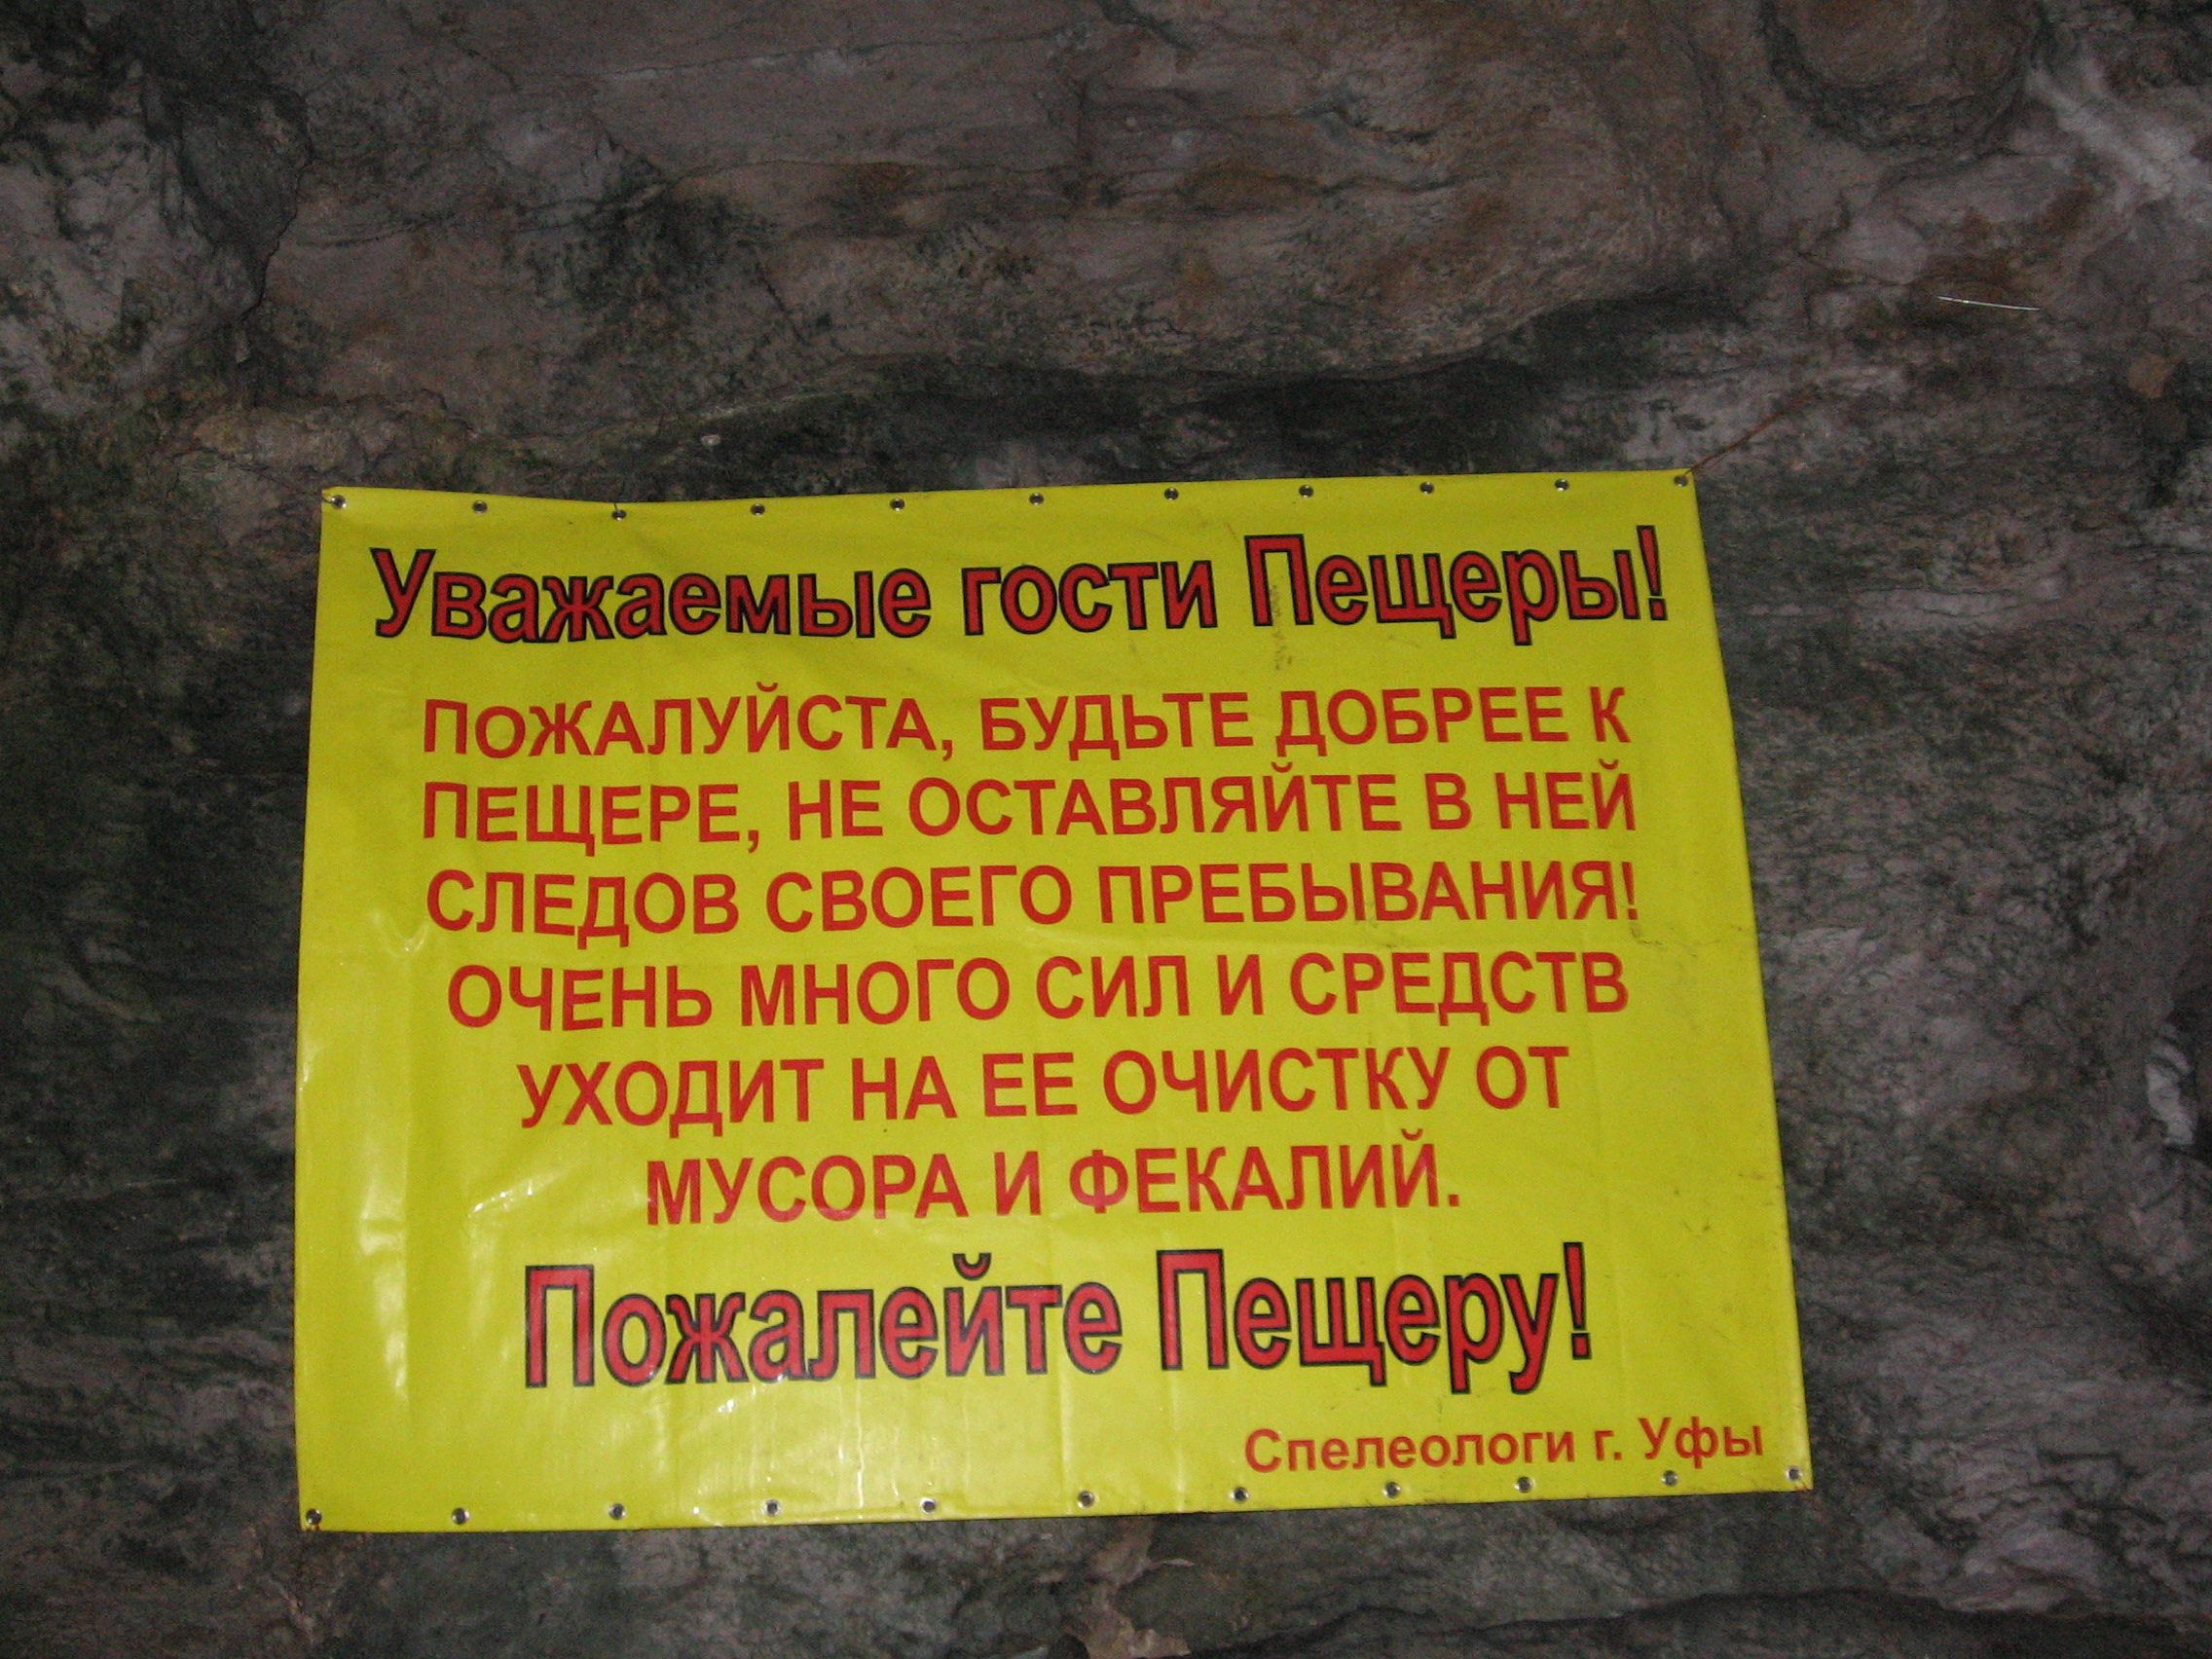 Уважаемые гости Пещеры!
ПОЖАЛУЙСТА, БУДЬТЕ ДОБРЕЕ К
ПЕЩЕРЕ, НЕ ОСТАВЛЯЙТЕ В НЕЙ
СЛЕДОВ СВОЕГО ПРЕБЫВАНИЯ!
ОЧЕНЬ МНОГО СИЛ И СРЕДСТВ
УХОДИТ НА ЕЕ ОЧИСТКУ ОТ
МУСОРА И ФЕКАЛИЙ.
Пожалейте Пещеру!
Спелеологи г. Уфы